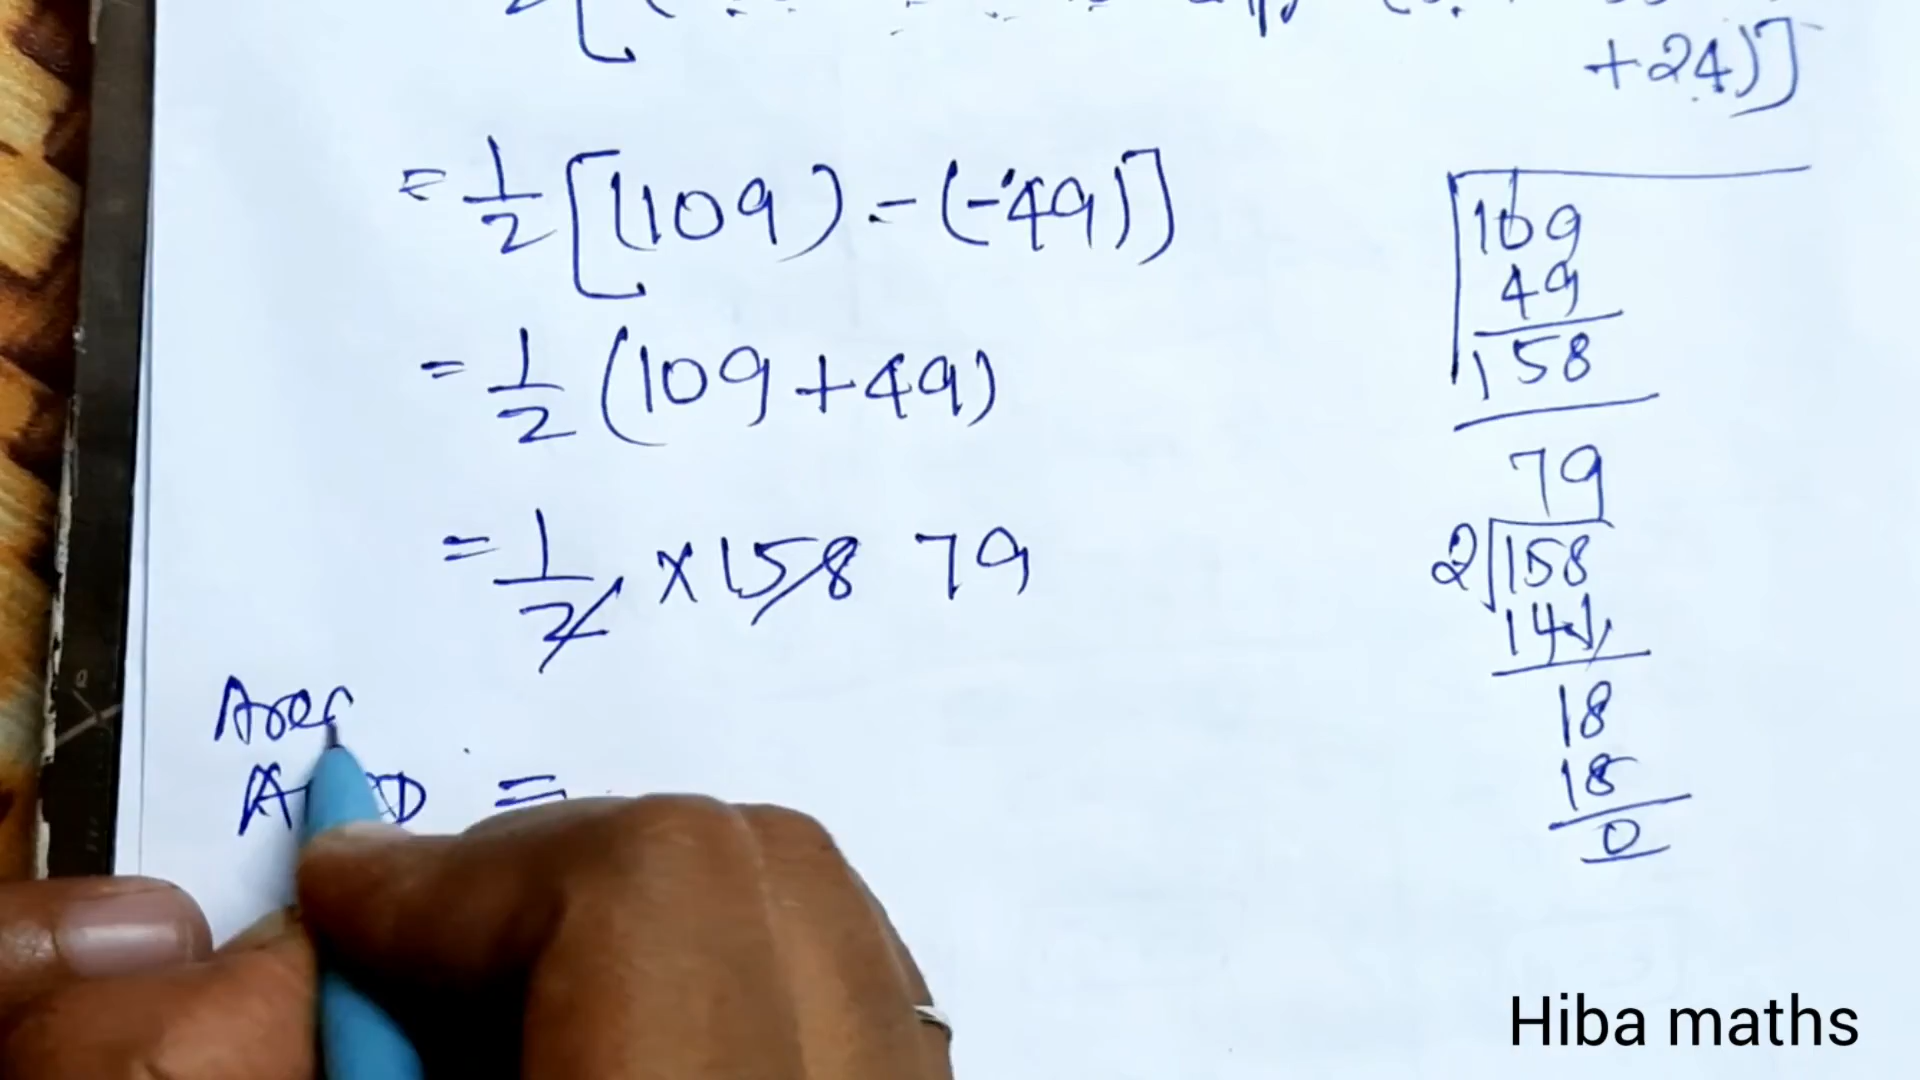 +24)]
= 1/2 [(109) - (-49)]
= 1/2 (109 + 49)
= 1/2 × 158 79
Area
=
109
49
158
79
2 158
14
18
18
0
Hiba maths